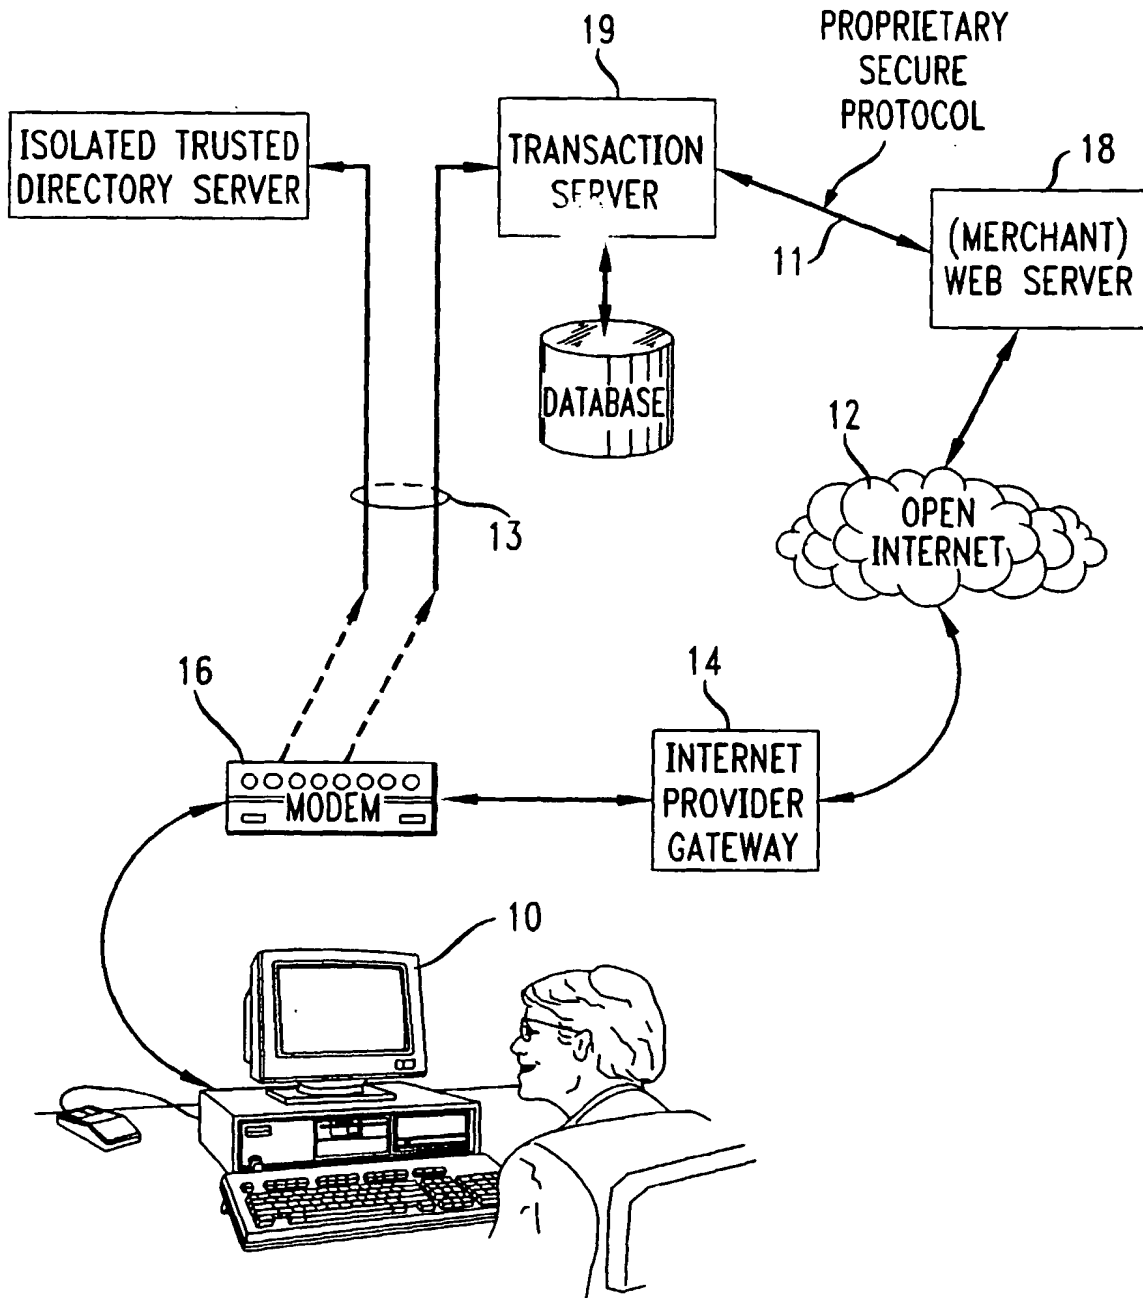 19
PROPRIETARY
SECURE
PROTOCOL
ISOLATED TRUSTED
DIRECTORY SERVER
TRANSACTION
SERVER
18
11
(MERCHANT)
WEB SERVER
DATABASE
12
OPEN
INTERNET
13
16
14
MODEM
INTERNET
PROVIDER
GATEWAY
10